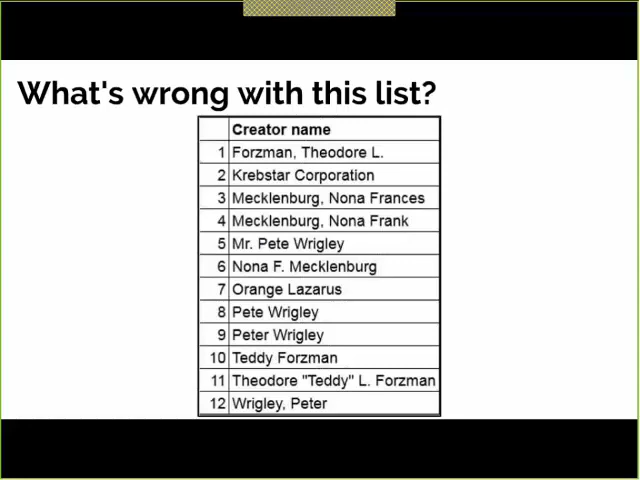 What's wrong with this list?
Creator name
1 Forzman, Theodore L.
2 Krebstar Corporation
3 Mecklenburg, Nona Frances
4 Mecklenburg, Nona Frank
5 Mr. Pete Wrigley
6 Nona F. Mecklenburg
7 Orange Lazarus
8 Pete Wrigley
9 Peter Wrigley
10 Teddy Forzman
11 Theodore "Teddy" L. Forzman
12 Wrigley, Peter